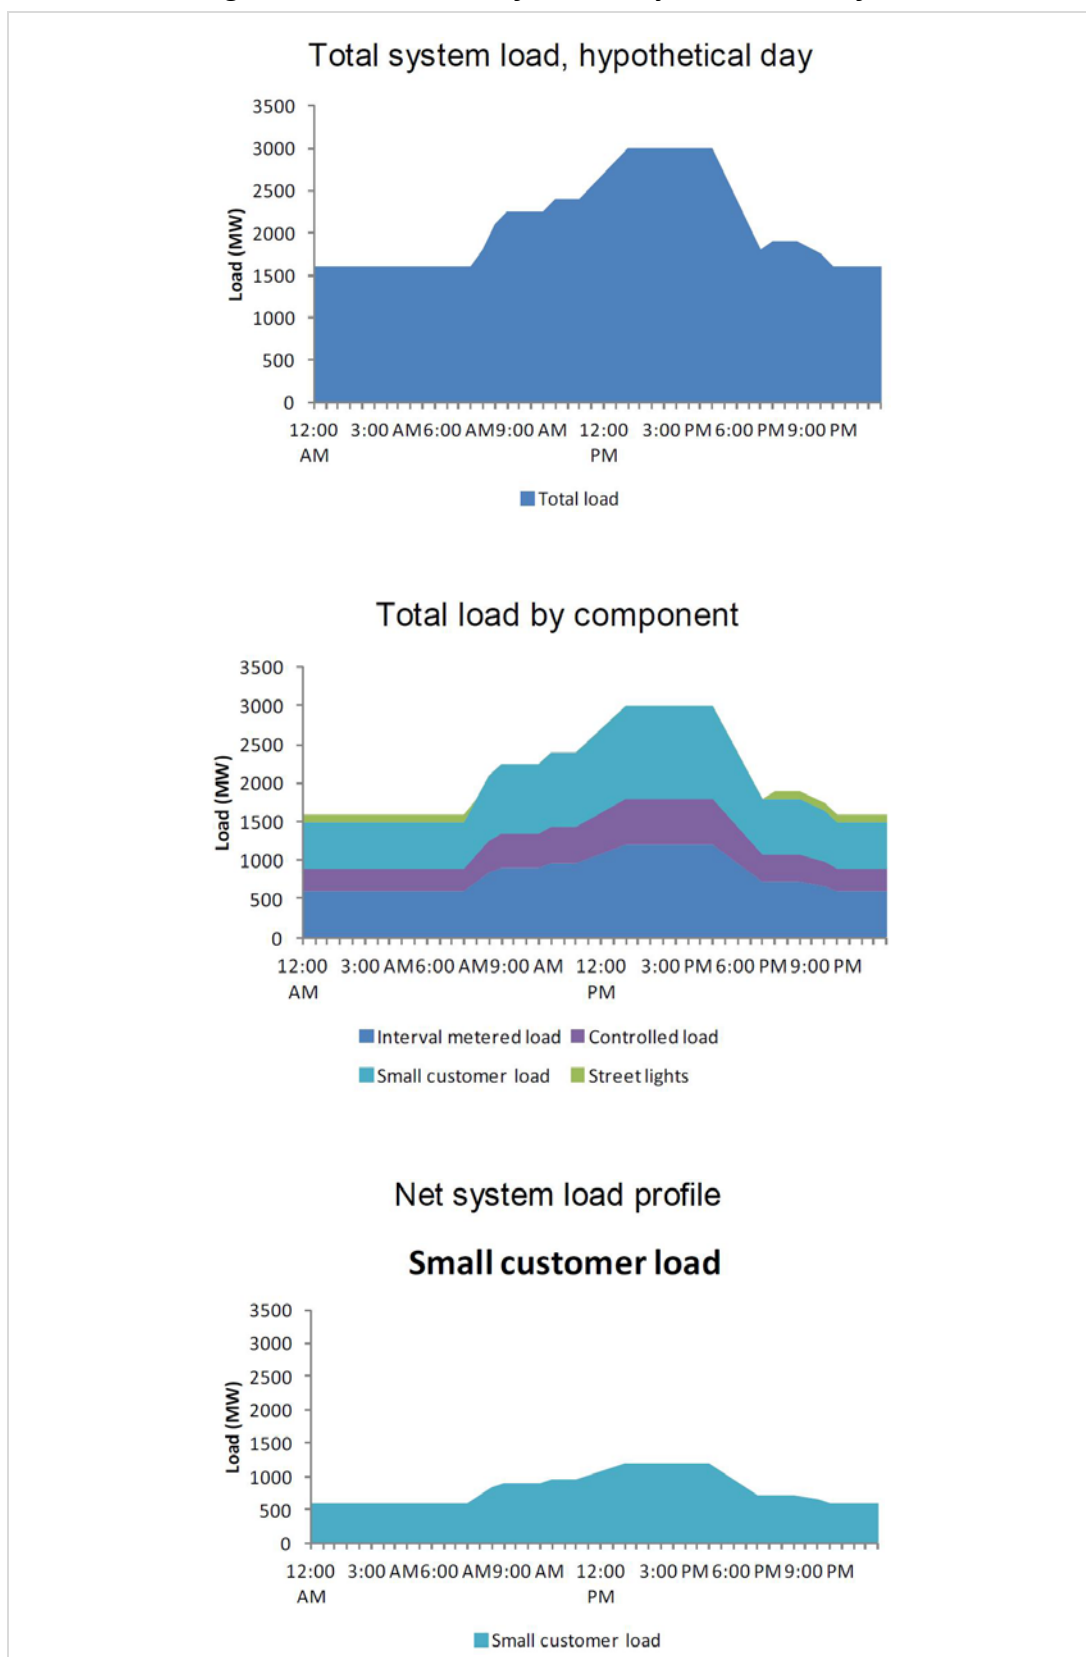 Total system load, hypothetical day
3500
3000
2500
2000
1500
1000
500
0
Load (MW)
12:00 AM 3:00 AM 6:00 AM 9:00 AM 12:00 PM 3:00 PM 6:00 PM 9:00 PM
Total load
Total load by component
3500
3000
2500
2000
1500
1000
500
0
Load (MW)
12:00 AM 3:00 AM 6:00 AM 9:00 AM 12:00 PM 3:00 PM 6:00 PM 9:00 PM
Interval metered load Controlled load
Small customer load Street lights
Net system load profile
Small customer load
3500
3000
2500
2000
1500
1000
500
0
Load (MW)
12:00 AM 3:00 AM 6:00 AM 9:00 AM 12:00 PM 3:00 PM 6:00 PM 9:00 PM
Small customer load